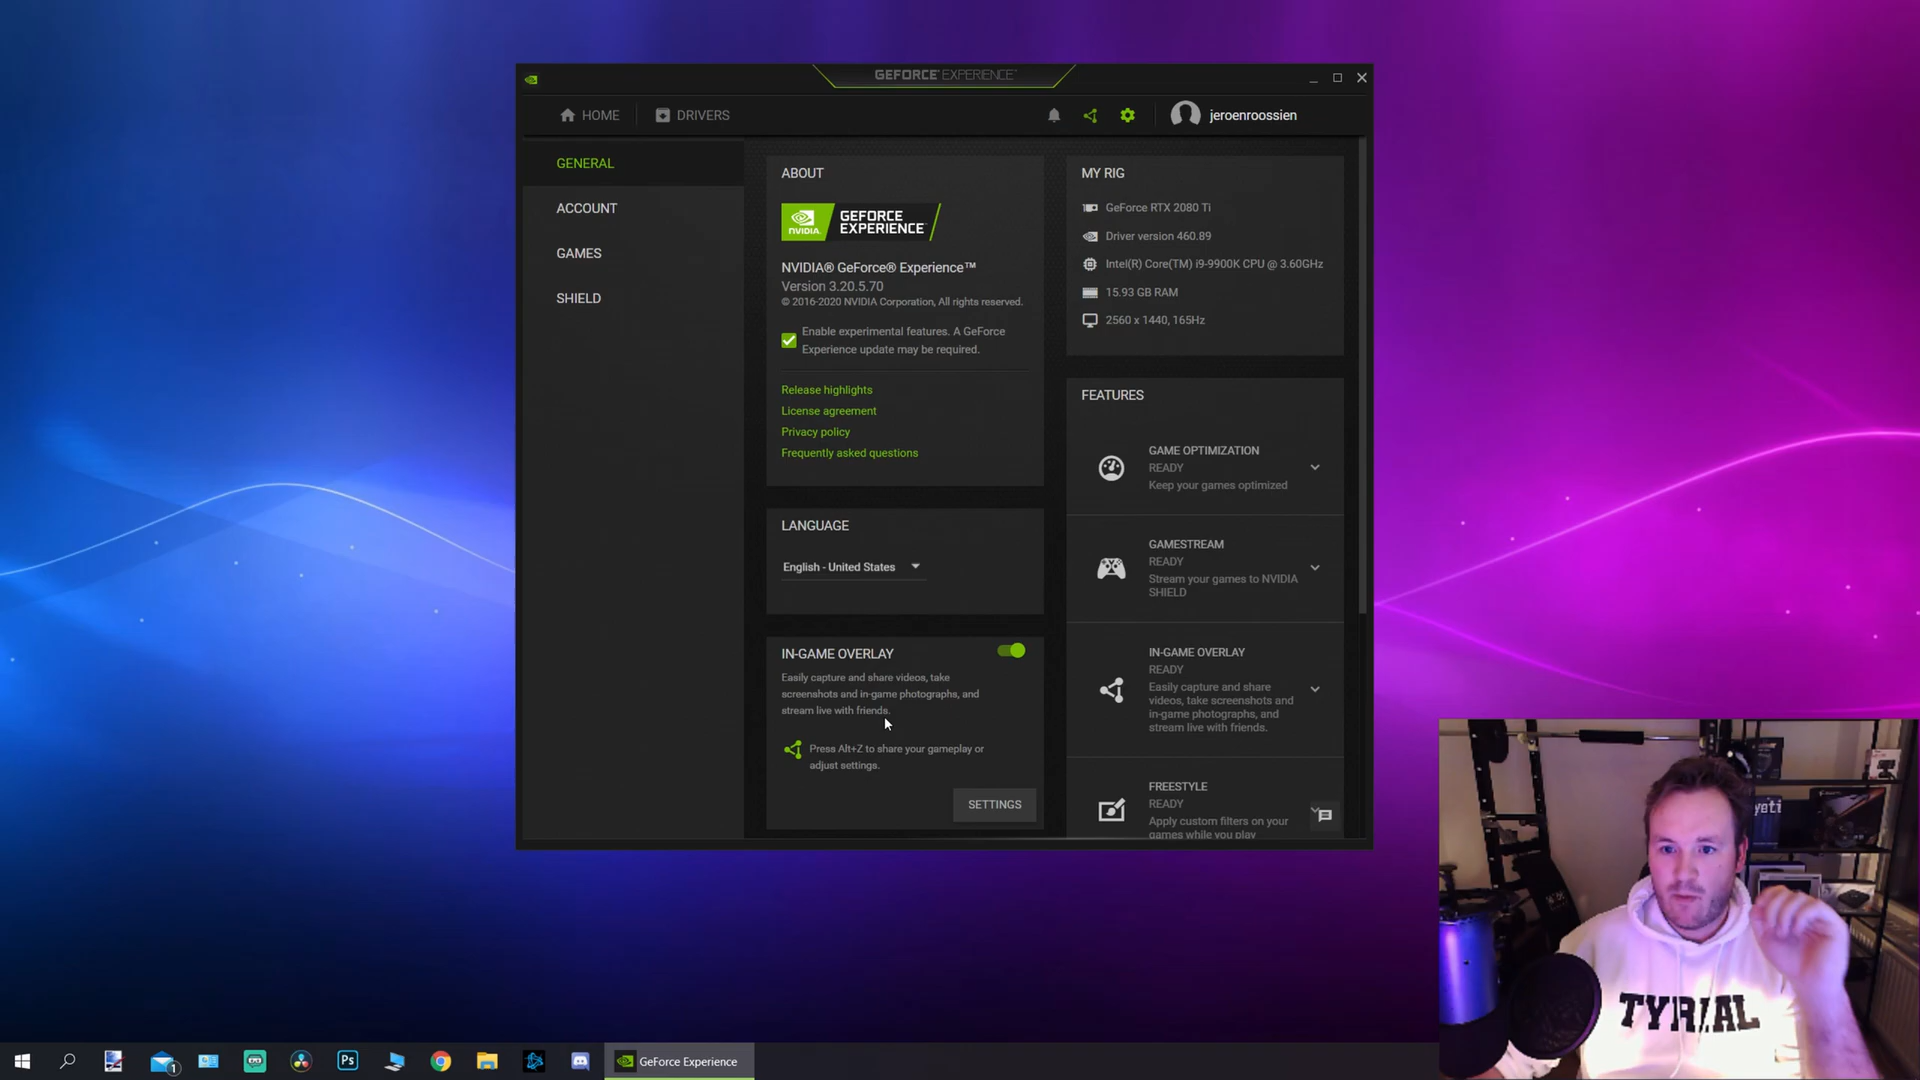 GEFORCE EXPERIENCE
HOME
DRIVERS
jeroenroossien
GENERAL
ACCOUNT
GAMES
SHIELD
ABOUT
NVIDIA.
GEFORCE
EXPERIENCE
NVIDIA® GeForce® Experience™
Version 3.20.5.70
© 2016-2020 NVIDIA Corporation, All rights reserved.
Enable experimental features. A GeForce
Experience update may be required.
Release highlights
License agreement
Privacy policy
Frequently asked questions
LANGUAGE
English - United States
IN-GAME OVERLAY
Easily capture and share videos, take
screenshots and in-game photographs, and
stream live with friends.
Press Alt+Z to share your gameplay or
adjust settings.
SETTINGS
MY RIG
GeForce RTX 2080 Ti
Driver version 460.89
Intel(R) Core(TM) i9-9900K CPU @ 3.60GHz
15.93 GB RAM
2560 x 1440, 165Hz
FEATURES
GAME OPTIMIZATION
READY
Keep your games optimized
GAMESTREAM
READY
Stream your games to NVIDIA
SHIELD
IN-GAME OVERLAY
READY
Easily capture and share
videos, take screenshots and
in-game photographs, and
stream live with friends.
FREESTYLE
READY
Apply custom filters on your
games while you play
yeti
TYRIAL
1
Ps
GeForce Experience